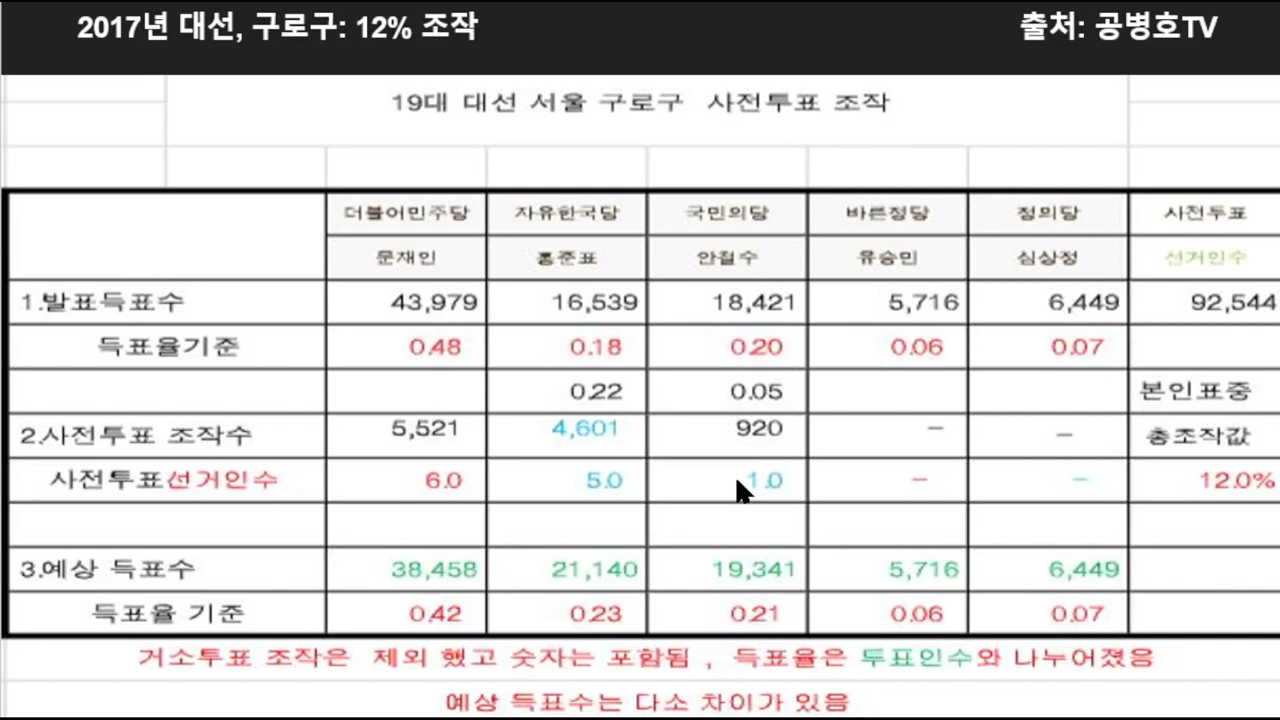 2017년 대선, 구로구: 12% 조작 출처: 공병호TV
19대 대선 서울 구로구 사전투표 조작
더불어민주당 자유한국당 국민의당 바른정당 정의당 사전투표
문재인 홍준표 안철수 유승민 심상정 선거인수
1.발표득표수 43,979 16,539 18,421 5,716 6,449 92,544
득표율기준 0.48 0.18 0.20 0.06 0.07
0.22 0.05 본인표중
2.사전투표 조작수 5,521 4,601 920 - - 총조작값
사전투표선거인수 6.0 5.0 1.0 - - 12.0%
3.예상 득표수 38,458 21,140 19,341 5,716 6,449
득표율 기준 0.42 0.23 0.21 0.06 0.07
거소투표 조작은 제외 했고 숫자는 포함됨 , 득표율은 투표인수와 나누어졌음
예상 득표수는 다소 차이가 있음